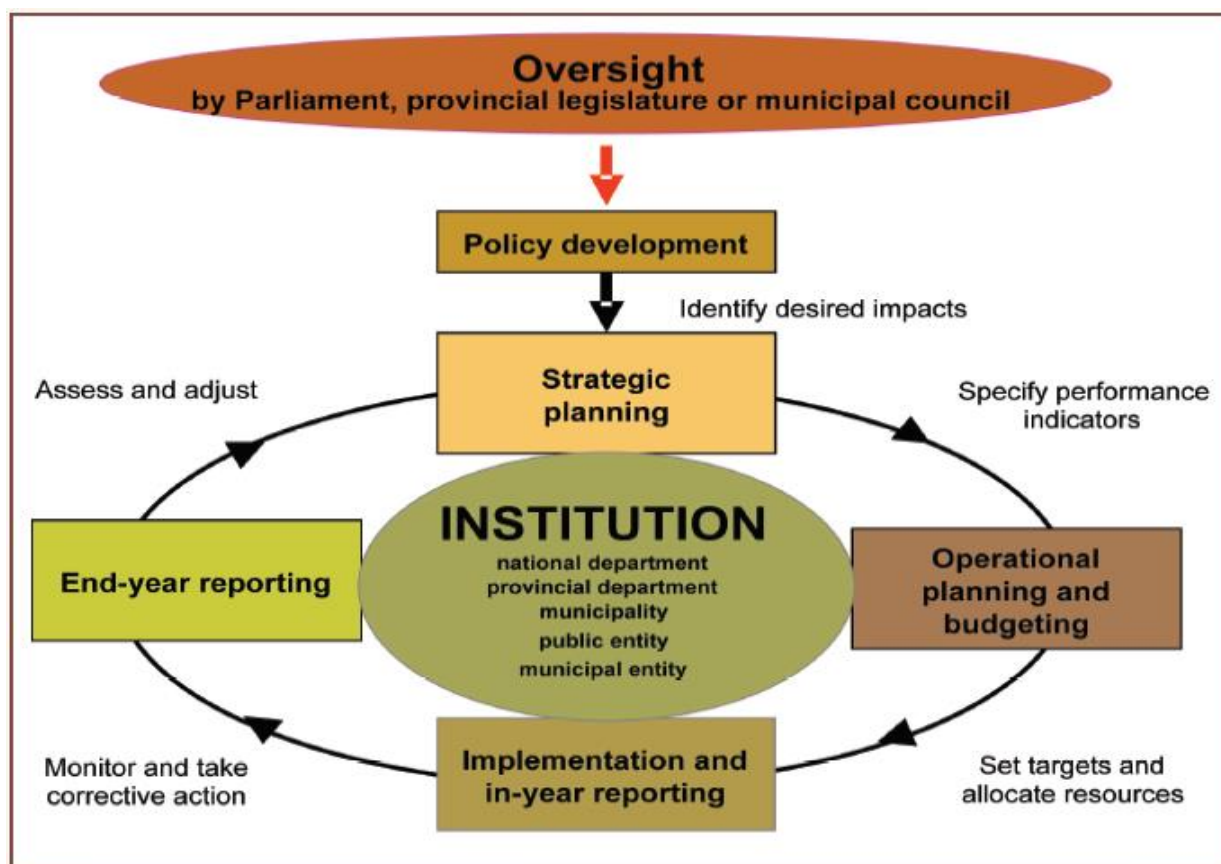 Oversight
by Parliament, provincial legislature or municipal council
Policy development
Identify desired impacts
Strategic
planning
Assess and adjust
Specify performance
indicators
INSTITUTION
national department
provincial department
municipality
public entity
municipal entity
End-year reporting
Operational
planning and
budgeting
Implementation and
in-year reporting
Monitor and take
corrective action
Set targets and
allocate resources